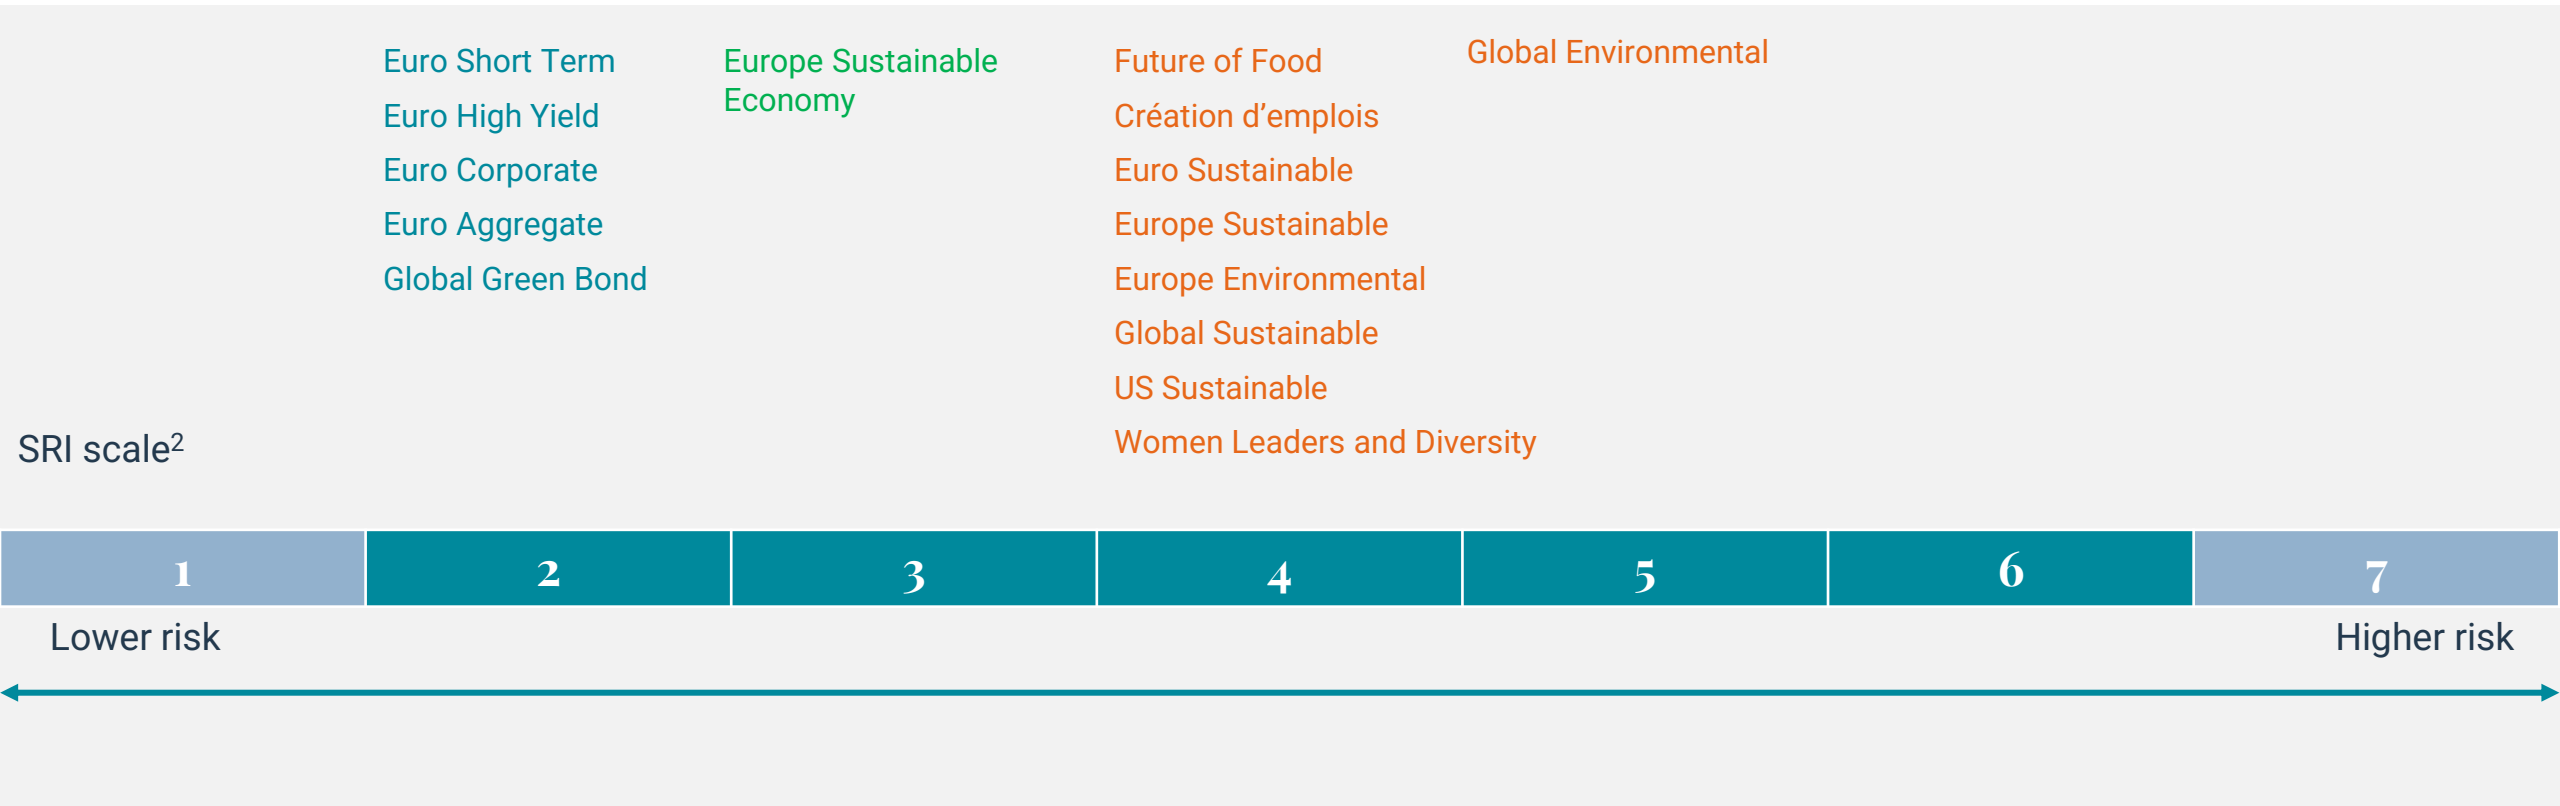 Euro Short Term
Euro High Yield
Euro Corporate
Euro Aggregate
Global Green Bond
Europe Sustainable
Economy
Future of Food
Création d’emplois
Euro Sustainable
Europe Sustainable
Europe Environmental
Global Sustainable
US Sustainable
Women Leaders and Diversity
Global Environmental
SRI scale²
1 2 3 4 5 6 7
Lower risk Higher risk